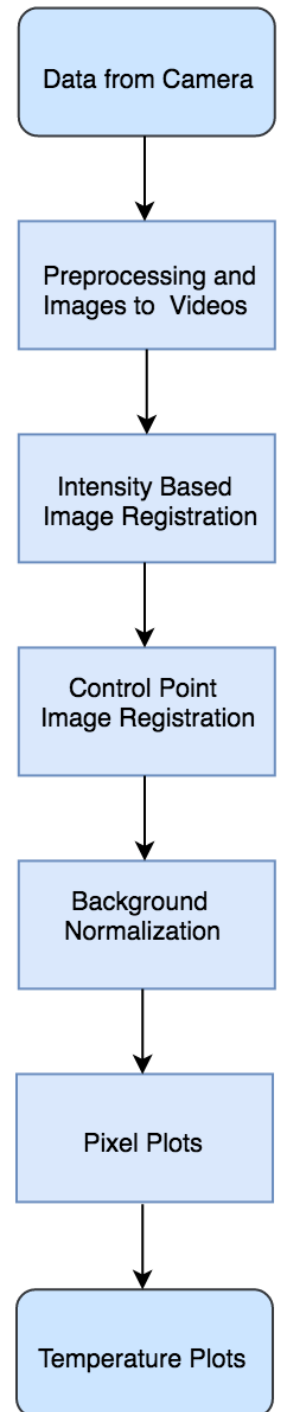 Data from Camera
Preprocessing and
Images to Videos
Intensity Based
Image Registration
Control Point
Image Registration
Background
Normalization
Pixel Plots
Temperature Plots